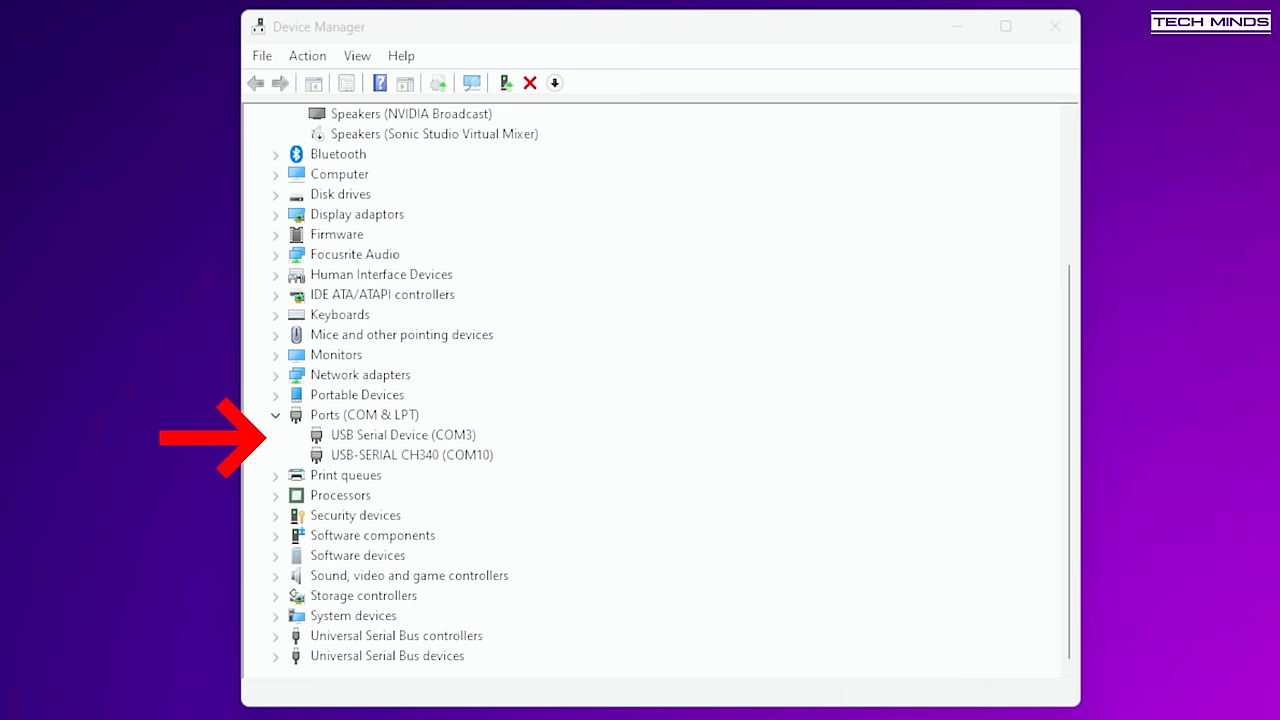 TECH MINDS
Device Manager
File Action View Help
Speakers (NVIDIA Broadcast)
Speakers (Sonic Studio Virtual Mixer)
Bluetooth
Computer
Disk drives
Display adaptors
Firmware
Focusrite Audio
Human Interface Devices
IDE ATA/ATAPI controllers
Keyboards
Mice and other pointing devices
Monitors
Network adapters
Portable Devices
Ports (COM & LPT)
USB Serial Device (COM3)
USB-SERIAL CH340 (COM10)
Print queues
Processors
Security devices
Software components
Software devices
Sound, video and game controllers
Storage controllers
System devices
Universal Serial Bus controllers
Universal Serial Bus devices